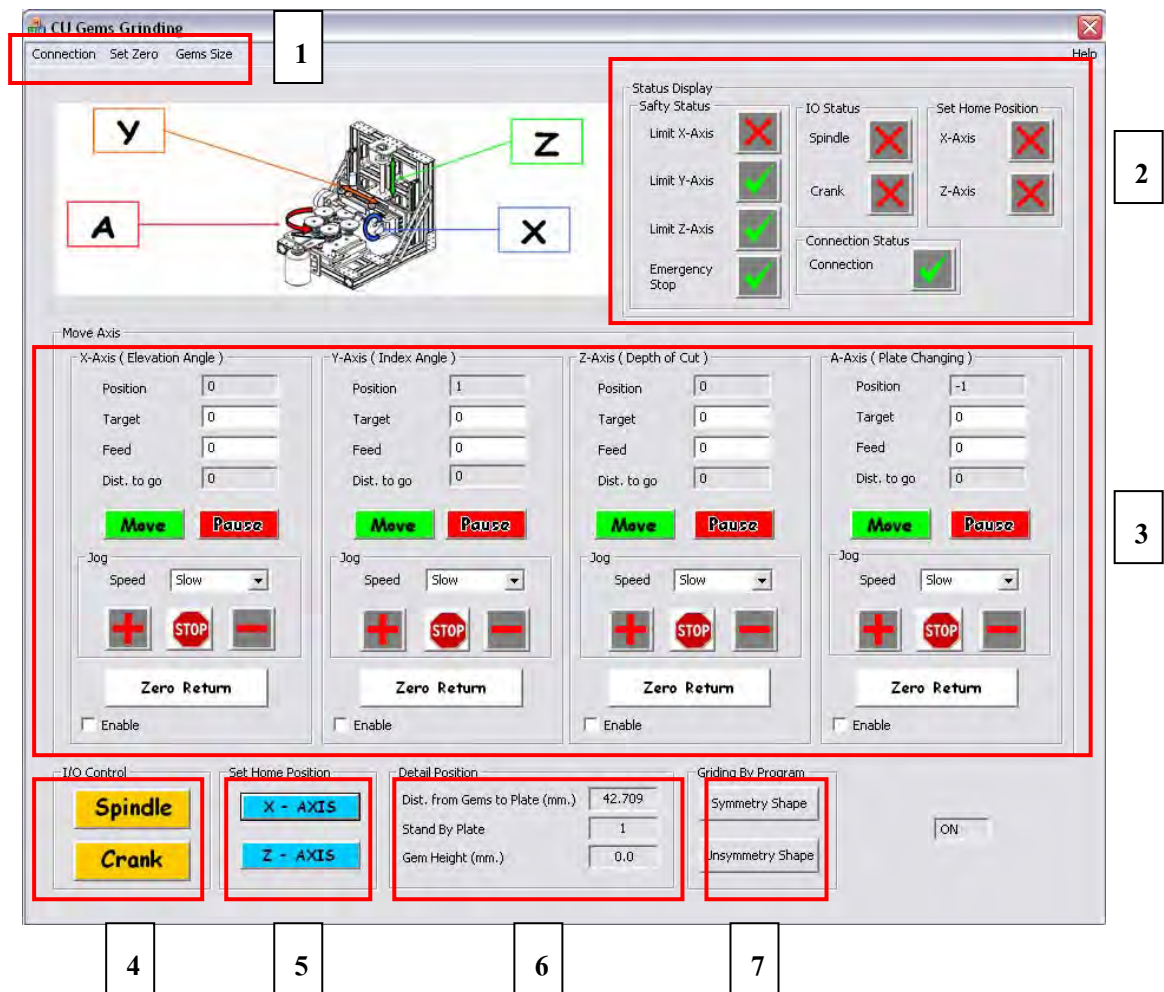 CU Gems Grinding
Connection Set Zero Gems Size
Help
1
Y
Z
A
X
Status Display
Safty Status
Limit X-Axis
Limit Y-Axis
Limit Z-Axis
Emergency
Stop
IO Status
Spindle
Crank
Set Home Position
X-Axis
Z-Axis
Connection Status
Connection
2
Move Axis
X-Axis ( Elevation Angle )
Position 0
Target 0
Feed 0
Dist. to go 0
Move Pause
Jog
Speed Slow
STOP
Zero Return
Enable
Y-Axis ( Index Angle )
Position 1
Target 0
Feed 0
Dist. to go 0
Move Pause
Jog
Speed Slow
STOP
Zero Return
Enable
Z-Axis ( Depth of Cut )
Position 0
Target 0
Feed 0
Dist. to go 0
Move Pause
Jog
Speed Slow
STOP
Zero Return
Enable
A-Axis ( Plate Changing )
Position -1
Target 0
Feed 0
Dist. to go 0
Move Pause
Jog
Speed Slow
STOP
Zero Return
Enable
3
I/O Control
Spindle
Crank
Set Home Position
X - AXIS
Z - AXIS
Detail Position
Dist. from Gems to Plate (mm.) 42.709
Stand By Plate 1
Gem Height (mm.) 0.0
Griding By Program
Symmetry Shape
Unsymmetry Shape
ON
4
5
6
7